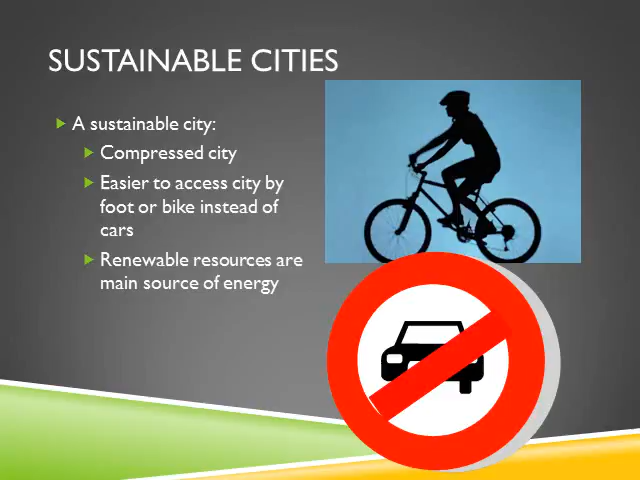 SUSTAINABLE CITIES
A sustainable city:
Compressed city
Easier to access city by
foot or bike instead of
cars
Renewable resources are
main source of energy